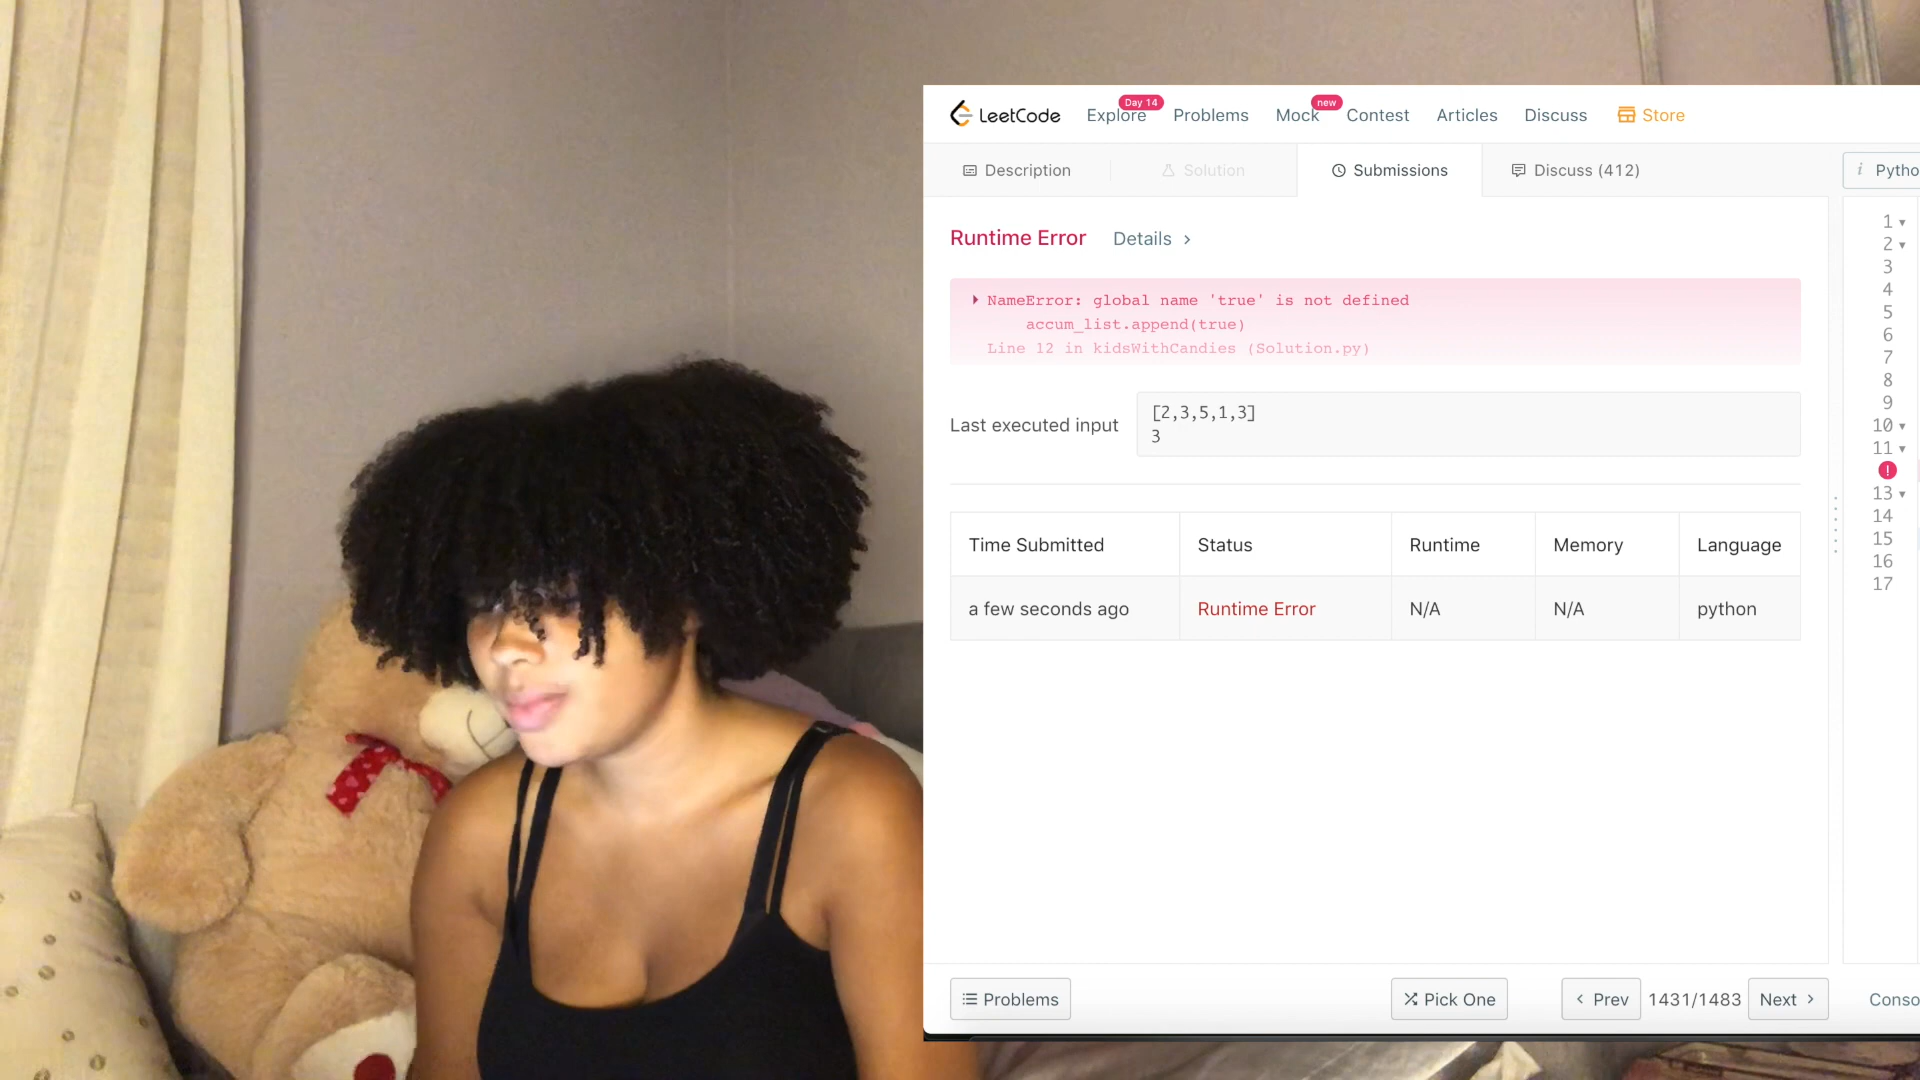 LeetCode Explore Day 14 Problems Mock new Contest Articles Discuss Store
Description Solution Submissions Discuss (412) i Pytho
Runtime Error Details >
NameError: global name 'true' is not defined
accum_list.append(true)
Line 12 in kidsWithCandies (Solution.py)
Last executed input
[2,3,5,1,3]
3
Time Submitted Status Runtime Memory Language
a few seconds ago Runtime Error N/A N/A python
1
2
3
4
5
6
7
8
9
10
11
!
13
14
15
16
17
Problems Pick One < Prev 1431/1483 Next > Conso